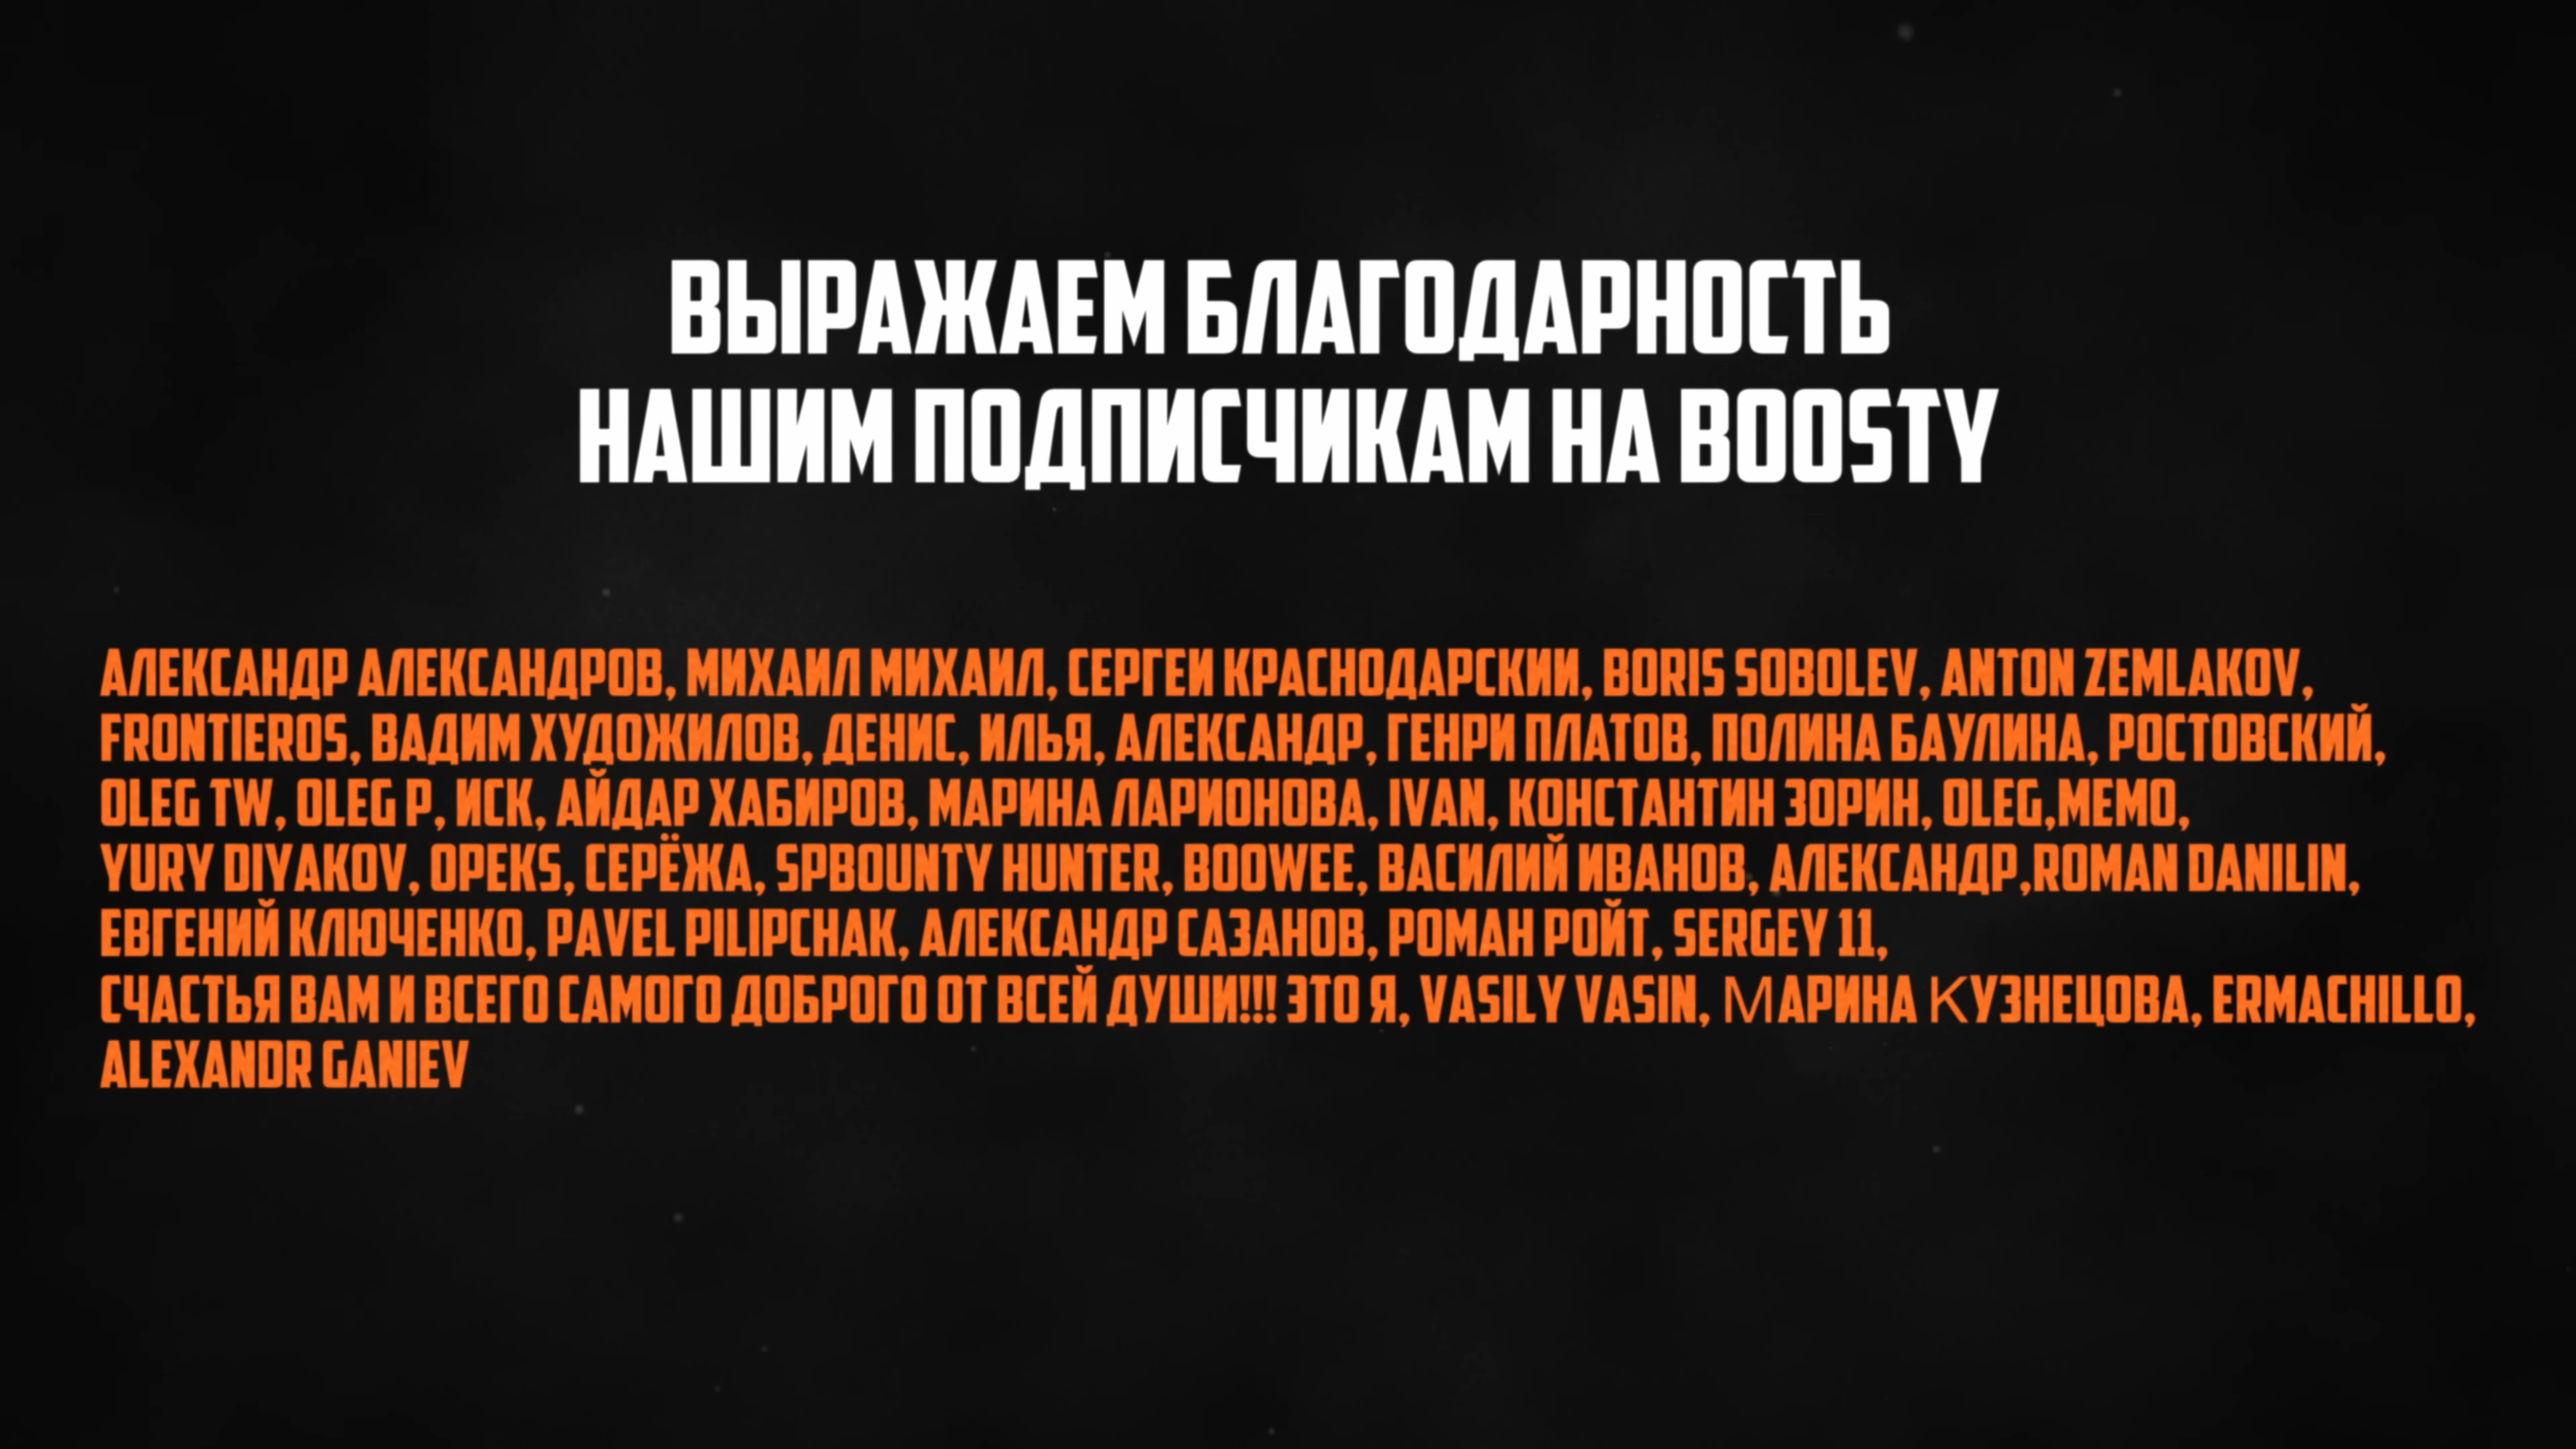 ВЫРАЖАЕМ БЛАГОДАРНОСТЬ
НАШИМ ПОДПИСЧИКАМ НА BOOSTY
АЛЕКСАНДР АЛЕКСАНДРОВ, МИХАИЛ МИХАИЛ, СЕРГЕИ КРАСНОДАРСКИИ, BORIS SOBOLEV, ANTON ZEMLAKOV,
FRONTIEROS, ВАДИМ ХУДОЖИЛОВ, ДЕНИС, ИЛЬЯ, АЛЕКСАНДР, ГЕНРИ ПЛАТОВ, ПОЛИНА БАУЛИНА, РОСТОВСКИЙ,
OLEG TW, OLEG P, ИСК, АЙДАР ХАБИРОВ, МАРИНА ЛАРИОНОВА, IVAN, КОНСТАНТИН ЗОРИН, OLEG,MEMO,
YURY DIYAKOV, OPEKS, СЕРЁЖА, SPBOUNTY HUNTER, BOOWEE, ВАСИЛИЙ ИВАНОВ, АЛЕКСАНДР,ROMAN DANILIN,
ЕВГЕНИЙ КЛЮЧЕНКО, PAVEL PILIPCHAK, АЛЕКСАНДР САЗАНОВ, РОМАН РОЙТ, SERGEY 11,
СЧАСТЬЯ ВАМ И ВСЕГО САМОГО ДОБРОГО ОТ ВСЕЙ ДУШИ!!! ЭТО Я, VASILY VASIN, МАРИНА КУЗНЕЦОВА, ERMACHILLO,
ALEXANDR GANIEV